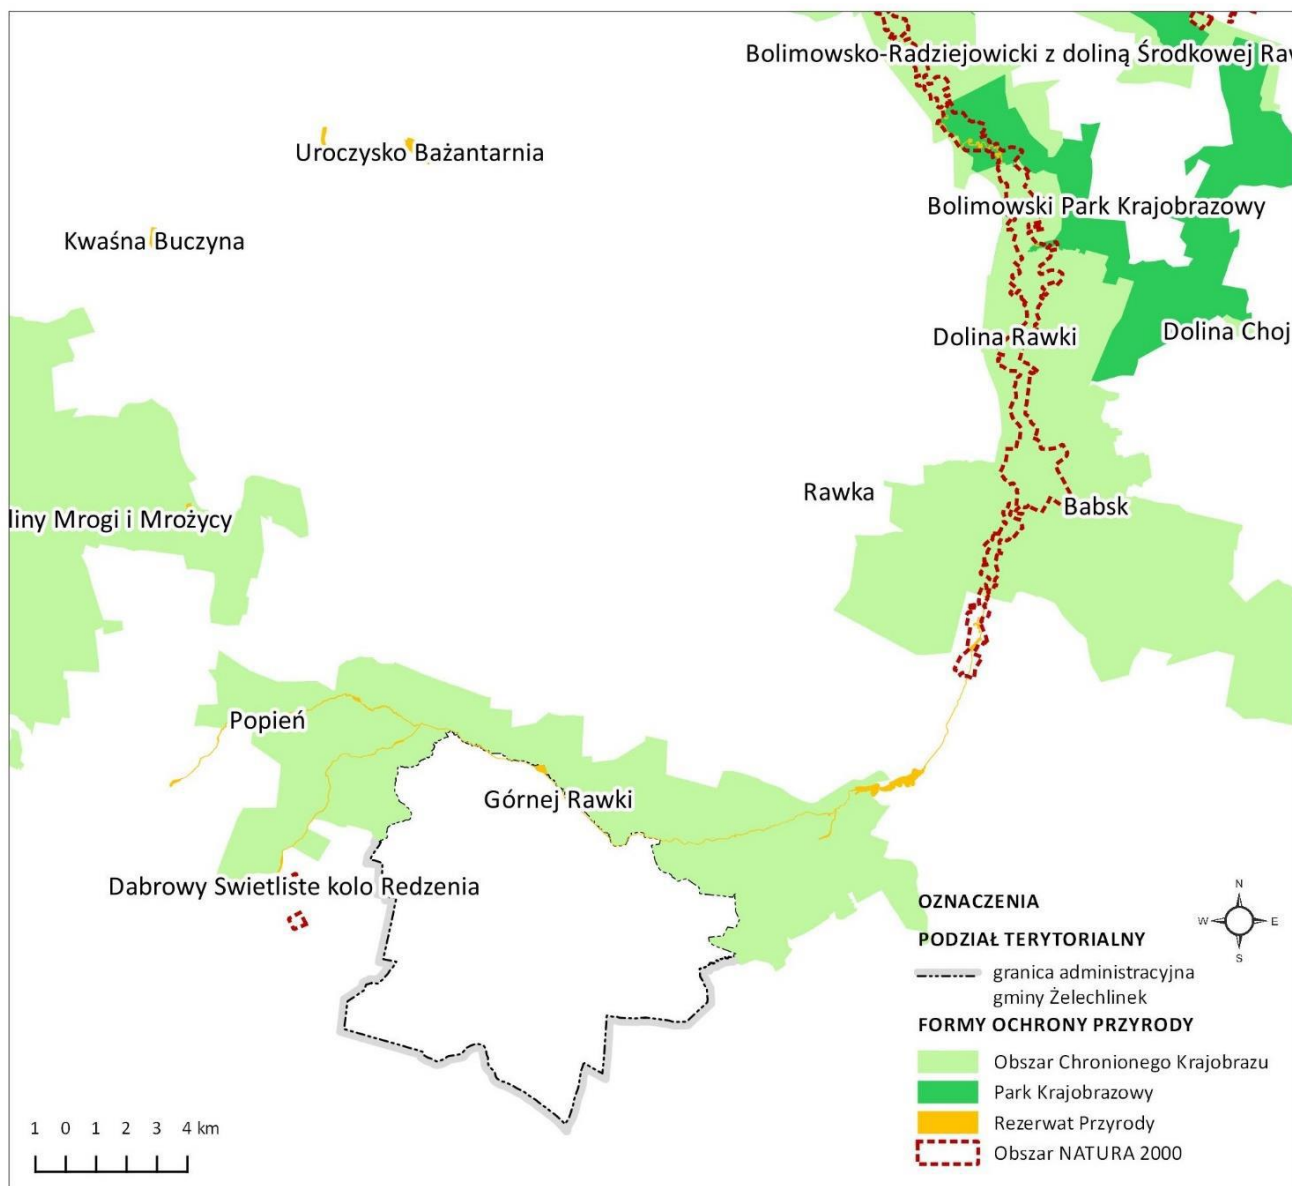 Bolimowsko-Radziejowicki z doliną Środkowej Raw
Uroczysko Bażantarnia
Bolimowski Park Krajobrazowy
Kwaśna Buczyna
Dolina Rawki
Dolina Choj
Rawka
Babsk
liny Mrogi i Mrożycy
Popień
Górnej Rawki
Dabrowy Swietliste kolo Redzenia
OZNACZENIA
PODZIAŁ TERYTORIALNY
granica administracyjna
gminy Żelechlinek
FORMY OCHRONY PRZYRODY
Obszar Chronionego Krajobrazu
Park Krajobrazowy
Rezerwat Przyrody
Obszar NATURA 2000
N
W E
S
1 0 1 2 3 4 km